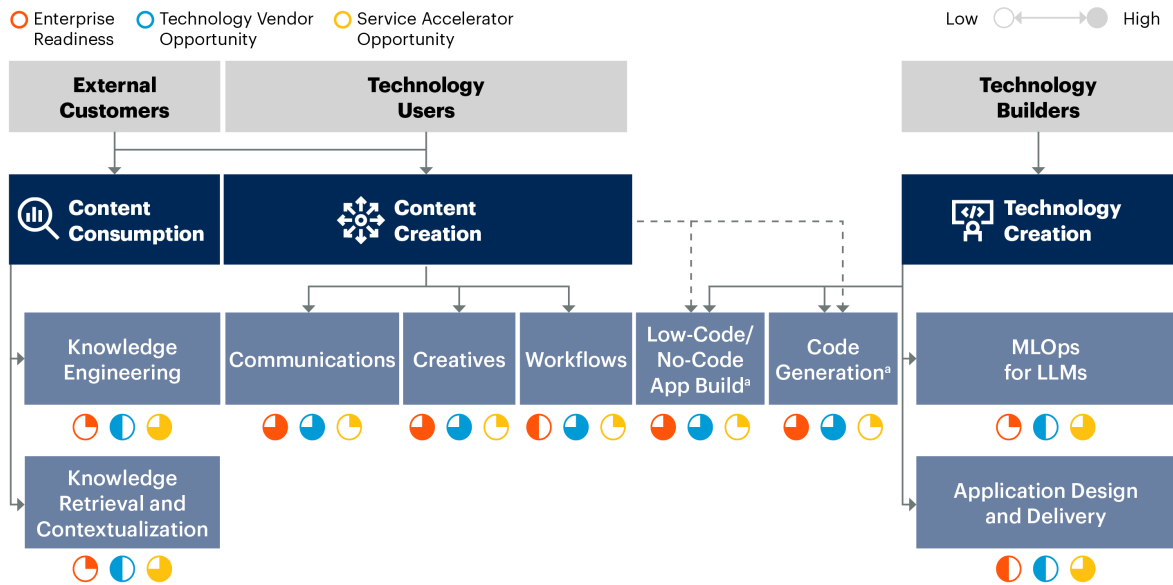 Enterprise
Readiness
Technology Vendor
Opportunity
Service Accelerator
Opportunity
Low
High
External
Customers
Technology
Users
Technology
Builders
Content
Consumption
Content
Creation
</>
Technology
Creation
Knowledge
Engineering
Communications
Creatives
Workflows
Low-Code/
No-Code
App Buildª
Code
Generationª
MLOps
for LLMs
Knowledge
Retrieval and
Contextualization
Application Design
and Delivery